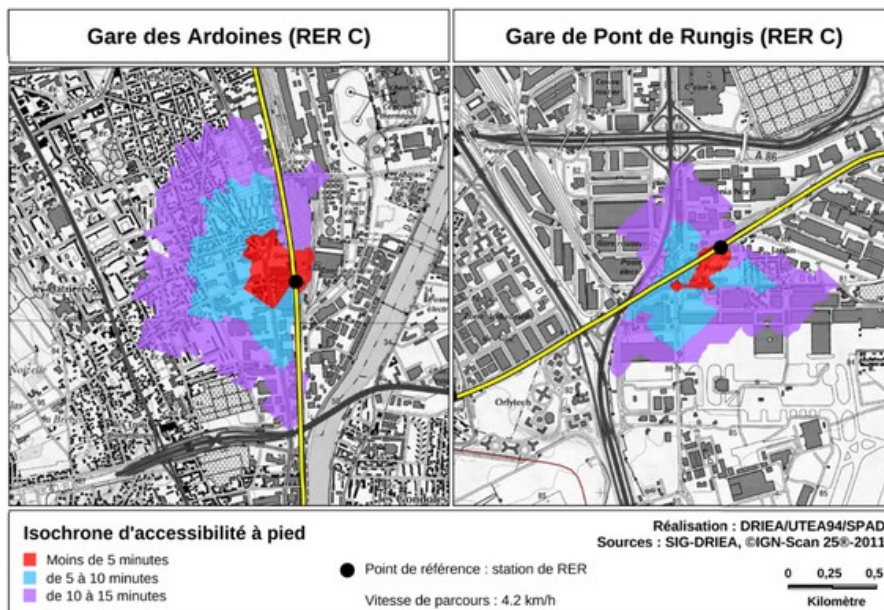 Gare des Ardoines (RER C)
Gare de Pont de Rungis (RER C)
A 86
Orlytech
Isochrone d'accessibilité à pied
Moins de 5 minutes
de 5 à 10 minutes
de 10 à 15 minutes
Point de référence : station de RER
Vitesse de parcours : 4.2 km/h
Réalisation : DRIEA/UTEA94/SPAD
Sources : SIG-DRIEA, ©IGN-Scan 25®-2011
0 0,25 0,5
Kilomètre